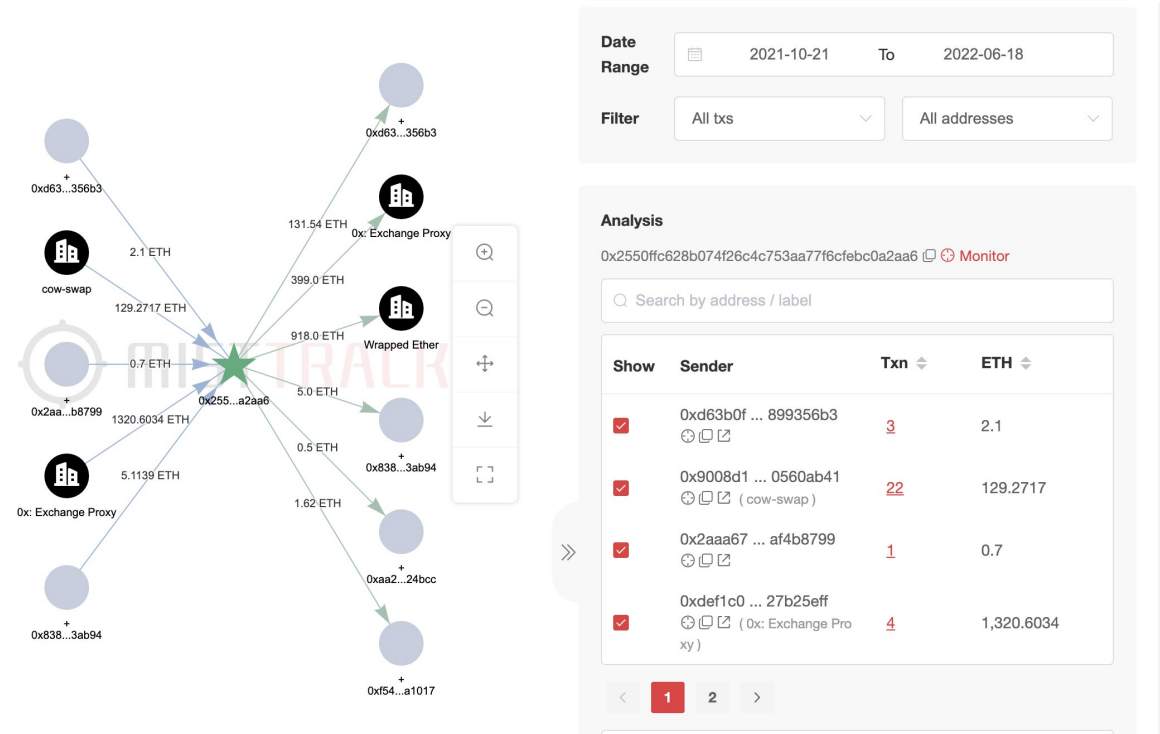 +
0xd63...356b3
cow-swap
+
0x2aa...b8799
0x: Exchange Proxy
+
0x838...3ab94
2.1 ETH
129.2717 ETH
0.7 ETH
1320.6034 ETH
5.1139 ETH
MISTTRACK
0x255...a2aa6
131.54 ETH
399.0 ETH
918.0 ETH
5.0 ETH
0.5 ETH
1.62 ETH
+
0xd63...356b3
0x: Exchange Proxy
Wrapped Ether
+
0x838...3ab94
+
0xaa2...24bcc
+
0xf54...a1017
Date
Range
2021-10-21 To 2022-06-18
Filter All txs All addresses
Analysis
0x2550ffc628b074f26c4c753aa77f6cfebc0a2aa6 Monitor
Search by address / label
Show Sender Txn ETH
0xd63b0f ... 899356b3 3 2.1
0x9008d1 ... 0560ab41 22 129.2717
( cow-swap )
0x2aaa67 ... af4b8799 1 0.7
0xdef1c0 ... 27b25eff 4 1,320.6034
( 0x: Exchange Pro
xy )
< 1 2 >